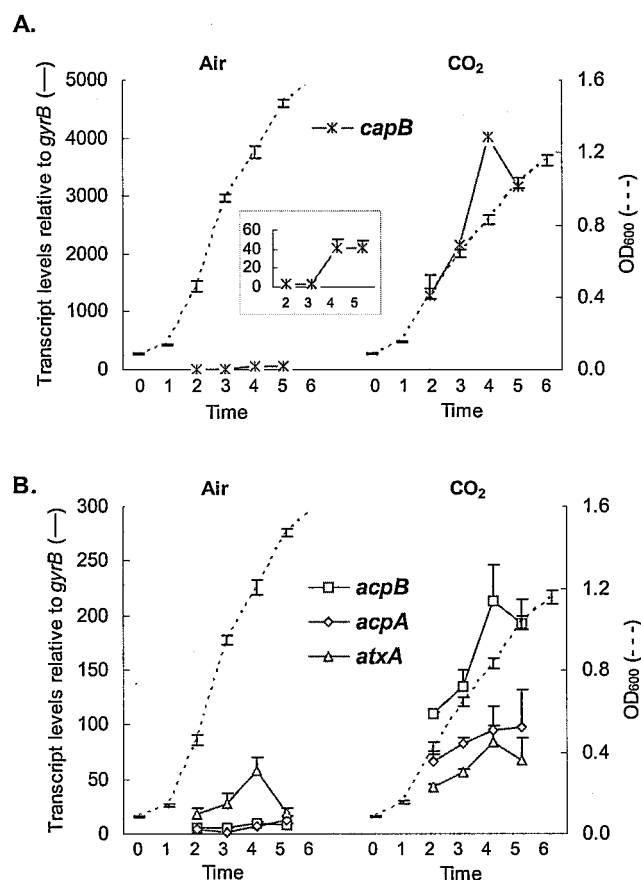 A.
Air CO2
Transcript levels relative to gyrB (—)
5000
4000
3000
2000
1000
0
capB
60
40
20
0
2 3 4 5
0 1 2 3 4 5 6
Time
0 1 2 3 4 5 6
Time
1.6
1.2
0.8
0.4
0.0
OD600 (- - -)
B.
Air CO2
Transcript levels relative to gyrB (—)
300
250
200
150
100
50
0
acpB
acpA
atxA
0 1 2 3 4 5 6
Time
0 1 2 3 4 5 6
Time
1.6
1.2
0.8
0.4
0.0
OD600 (- - -)